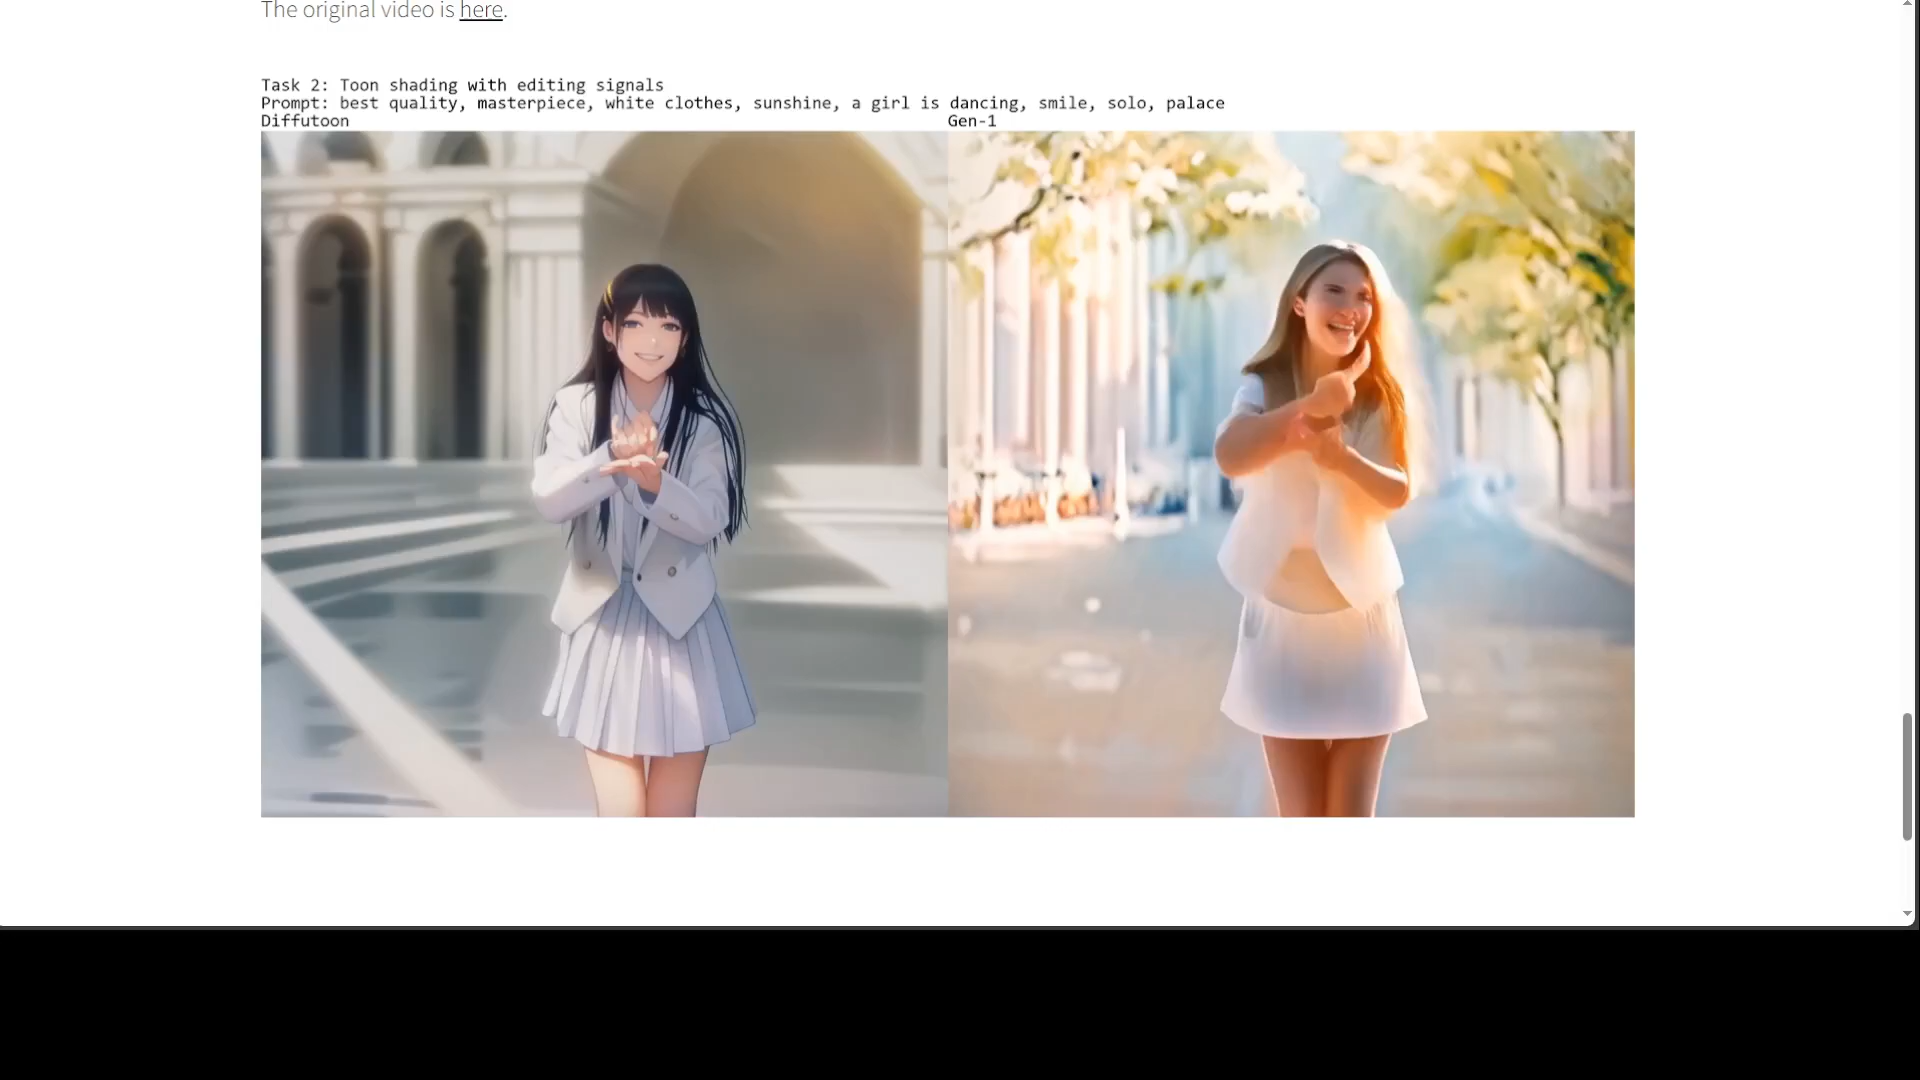 The original video is here.
Task 2: Toon shading with editing signals
Prompt: best quality, masterpiece, white clothes, sunshine, a girl is dancing, smile, solo, palace
Diffutoon
Gen-1